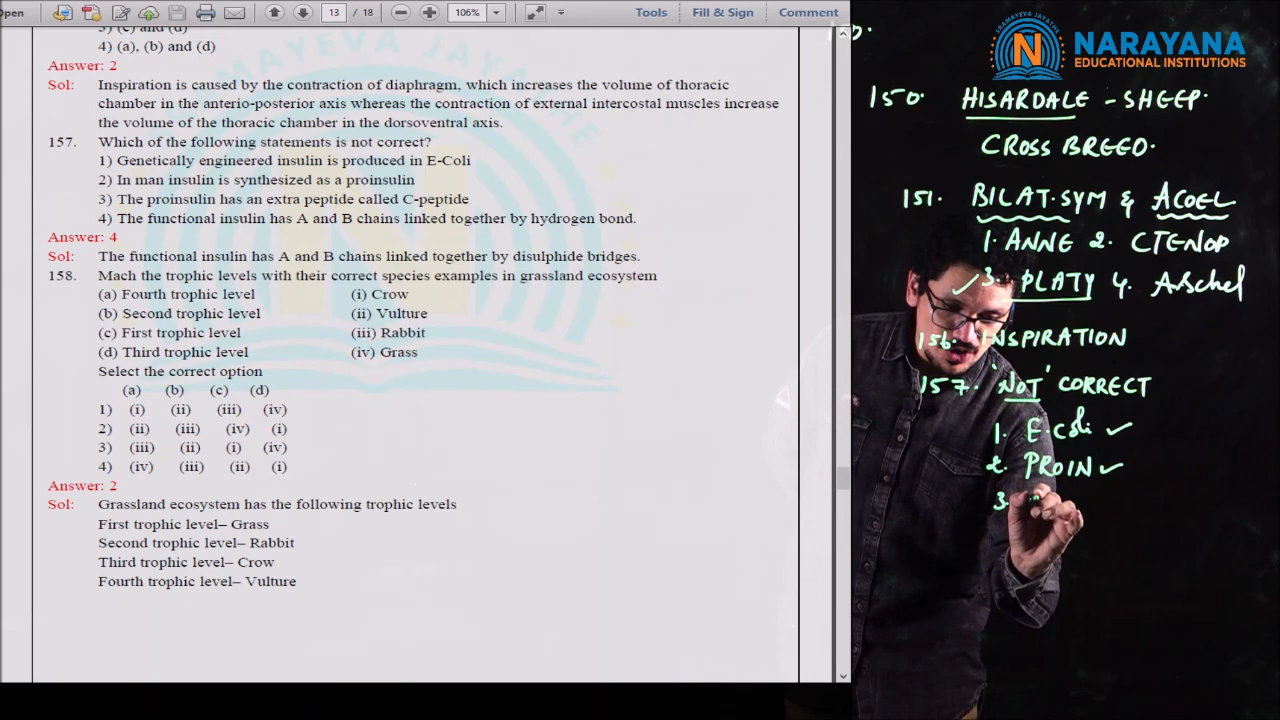 Open
13 / 18
106%
Tools
Fill & Sign
Comment
3) (c) and (d)
4) (a), (b) and (d)
Answer: 2
Sol: Inspiration is caused by the contraction of diaphragm, which increases the volume of thoracic
chamber in the anterio-posterior axis whereas the contraction of external intercostal muscles increase
the volume of the thoracic chamber in the dorsoventral axis.
157. Which of the following statements is not correct?
1) Genetically engineered insulin is produced in E-Coli
2) In man insulin is synthesized as a proinsulin
3) The proinsulin has an extra peptide called C-peptide
4) The functional insulin has A and B chains linked together by hydrogen bond.
Answer: 4
Sol: The functional insulin has A and B chains linked together by disulphide bridges.
158. Mach the trophic levels with their correct species examples in grassland ecosystem
(a) Fourth trophic level (i) Crow
(b) Second trophic level (ii) Vulture
(c) First trophic level (iii) Rabbit
(d) Third trophic level (iv) Grass
Select the correct option
(a) (b) (c) (d)
1) (i) (ii) (iii) (iv)
2) (ii) (iii) (iv) (i)
3) (iii) (ii) (i) (iv)
4) (iv) (iii) (ii) (i)
Answer: 2
Sol: Grassland ecosystem has the following trophic levels
First trophic level– Grass
Second trophic level– Rabbit
Third trophic level– Crow
Fourth trophic level– Vulture
SRAMAYEVA JAYATHE
N
NARAYANA
EDUCATIONAL INSTITUTIONS
150. HISARDALE - SHEEP.
CROSS BREED.
151. BILAT. SYM & ACOEL
1. ANNE 2. CTENOP
✓ 3. PLATY 4. Aschel
156. INSPIRATION
157. 'NOT' CORRECT
1. E.Coli ✓
2. PROIN ✓
3.